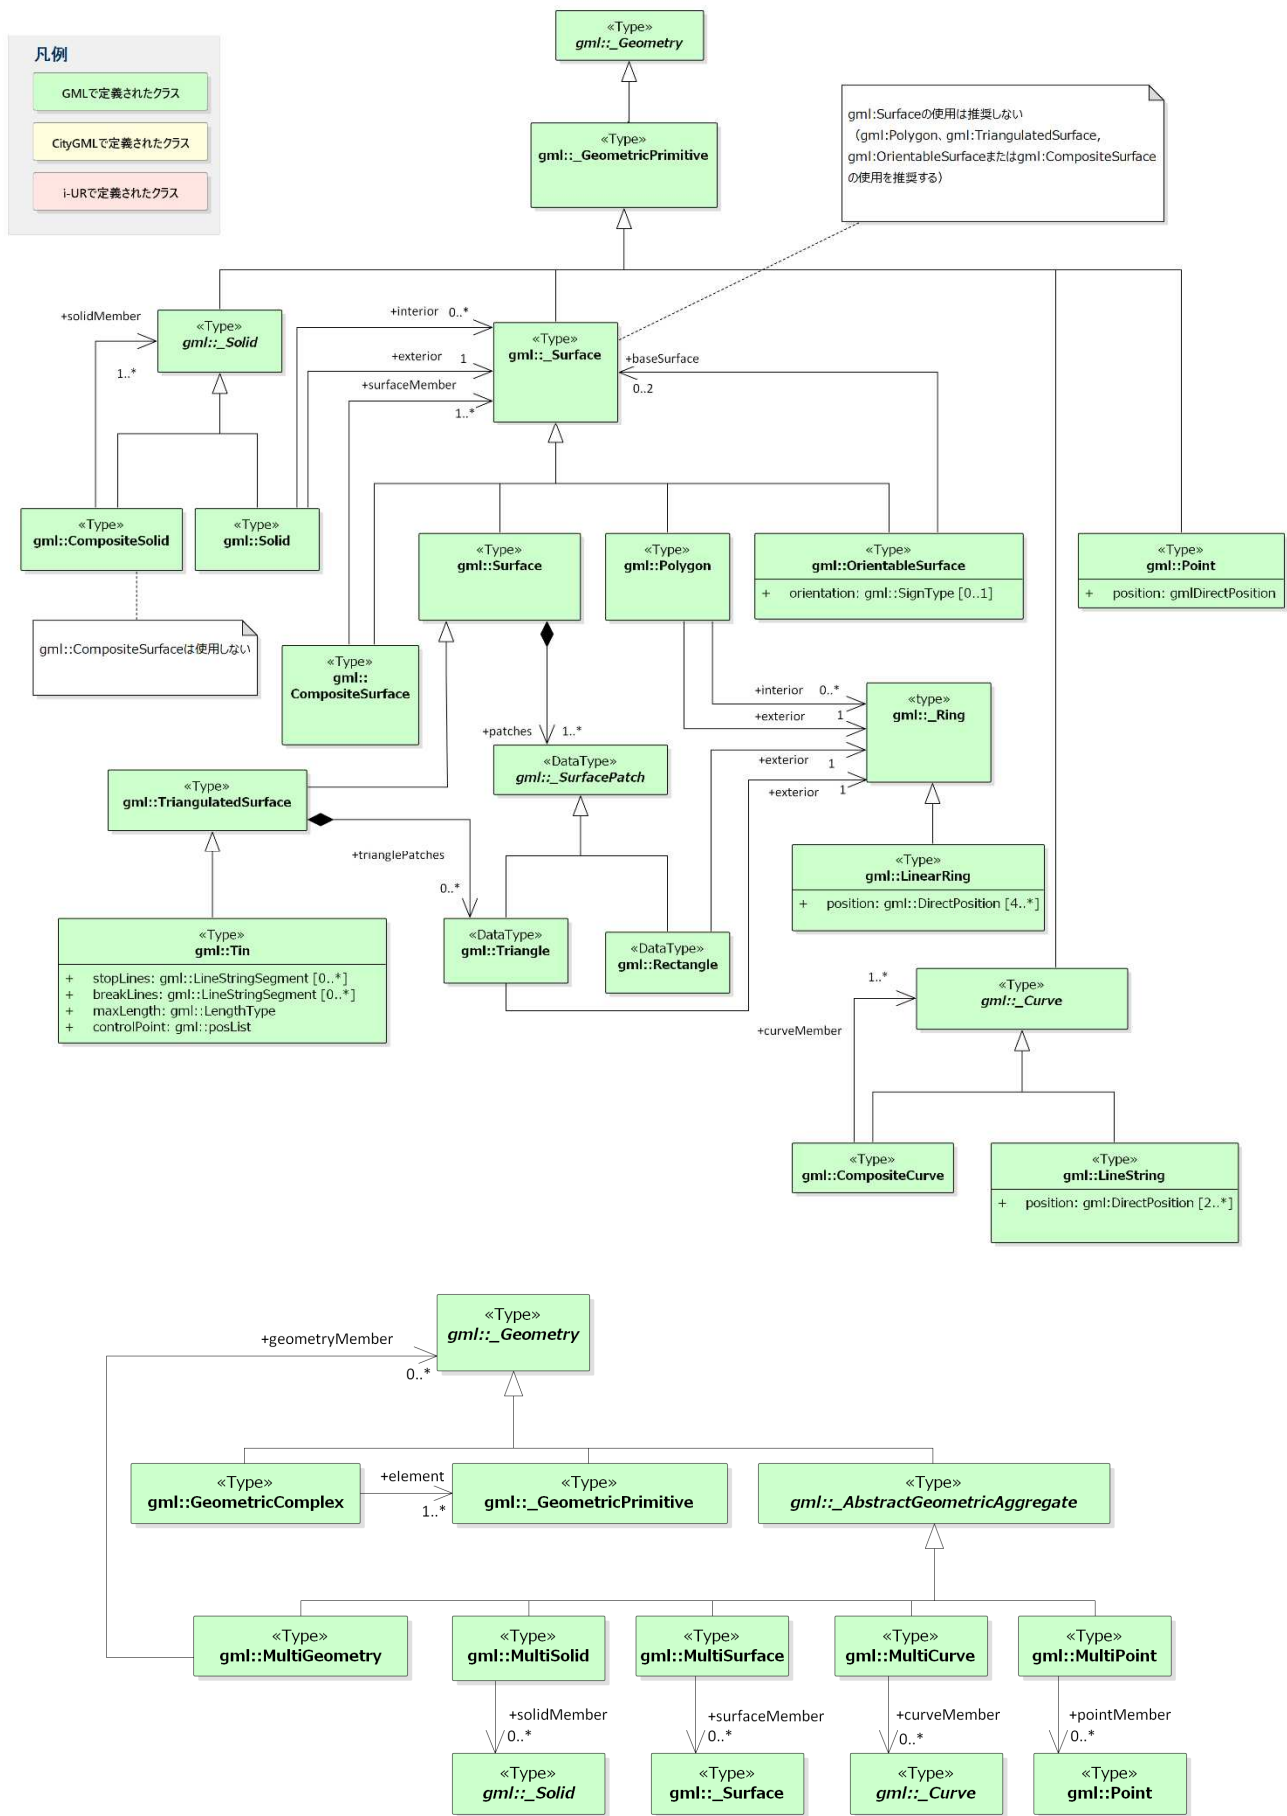 «Type»
gml::_Geometry
凡例
GMLで定義されたクラス
CityGMLで定義されたクラス
i-URで定義されたクラス
«Type»
gml::_GeometricPrimitive
gml:Surfaceの使用は推奨しない
（gml:Polygon、gml:TriangulatedSurface,
gml:OrientableSurfaceまたはgml:CompositeSurface
の使用を推奨する）
+solidMember
1..*
«Type»
gml::_Solid
+interior 0..*
+exterior 1
+surfaceMember
1..*
«Type»
gml::_Surface
+baseSurface
0..2
«Type»
gml::CompositeSolid
«Type»
gml::Solid
«Type»
gml::Surface
«Type»
gml::Polygon
«Type»
gml::OrientableSurface
+ orientation: gml::SignType [0..1]
«Type»
gml::Point
+ position: gmlDirectPosition
gml::CompositeSurfaceは使用しない
«Type»
gml::
CompositeSurface
+patches 1..*
+interior 0..*
+exterior 1
+exterior 1
+exterior 1
«type»
gml::_Ring
«DataType»
gml::_SurfacePatch
«Type»
gml::TriangulatedSurface
+trianglePatches
0..*
«Type»
gml::LinearRing
+ position: gml::DirectPosition [4..*]
«Type»
gml::Tin
+ stopLines: gml::LineStringSegment [0..*]
+ breakLines: gml::LineStringSegment [0..*]
+ maxLength: gml::LengthType
+ controlPoint: gml::posList
«DataType»
gml::Triangle
«DataType»
gml::Rectangle
1..*
+curveMember
«Type»
gml::_Curve
«Type»
gml::CompositeCurve
«Type»
gml::LineString
+ position: gml:DirectPosition [2..*]
«Type»
gml::_Geometry
+geometryMember
0..*
«Type»
gml::GeometricComplex
+element
1..*
«Type»
gml::_GeometricPrimitive
«Type»
gml::_AbstractGeometricAggregate
«Type»
gml::MultiGeometry
«Type»
gml::MultiSolid
«Type»
gml::MultiSurface
«Type»
gml::MultiCurve
«Type»
gml::MultiPoint
+solidMember
0..*
+surfaceMember
0..*
+curveMember
0..*
+pointMember
0..*
«Type»
gml::_Solid
«Type»
gml::_Surface
«Type»
gml::_Curve
«Type»
gml::Point